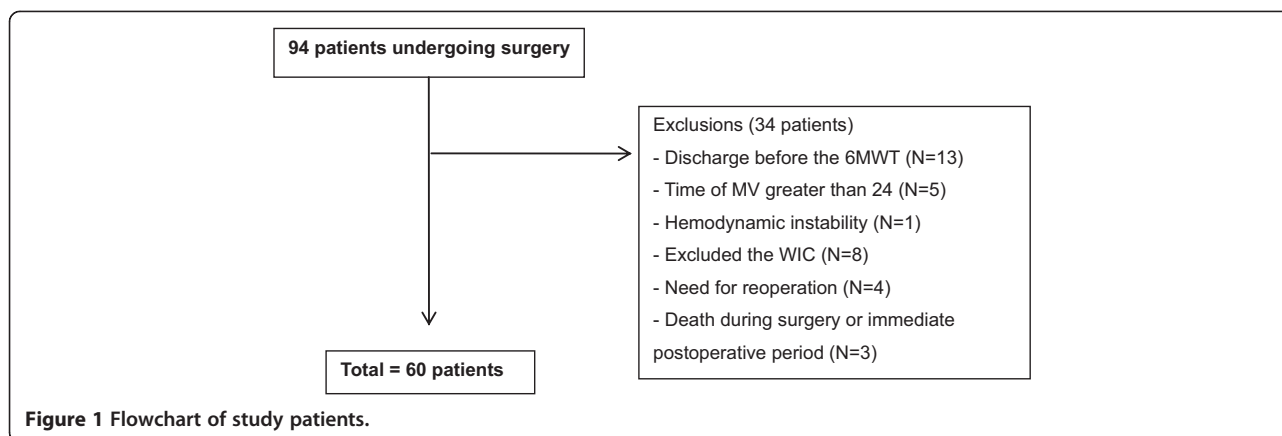 94 patients undergoing surgery
Exclusions (34 patients)
- Discharge before the 6MWT (N=13)
- Time of MV greater than 24 (N=5)
- Hemodynamic instability (N=1)
- Excluded the WIC (N=8)
- Need for reoperation (N=4)
- Death during surgery or immediate
postoperative period (N=3)
Total = 60 patients
Figure 1 Flowchart of study patients.